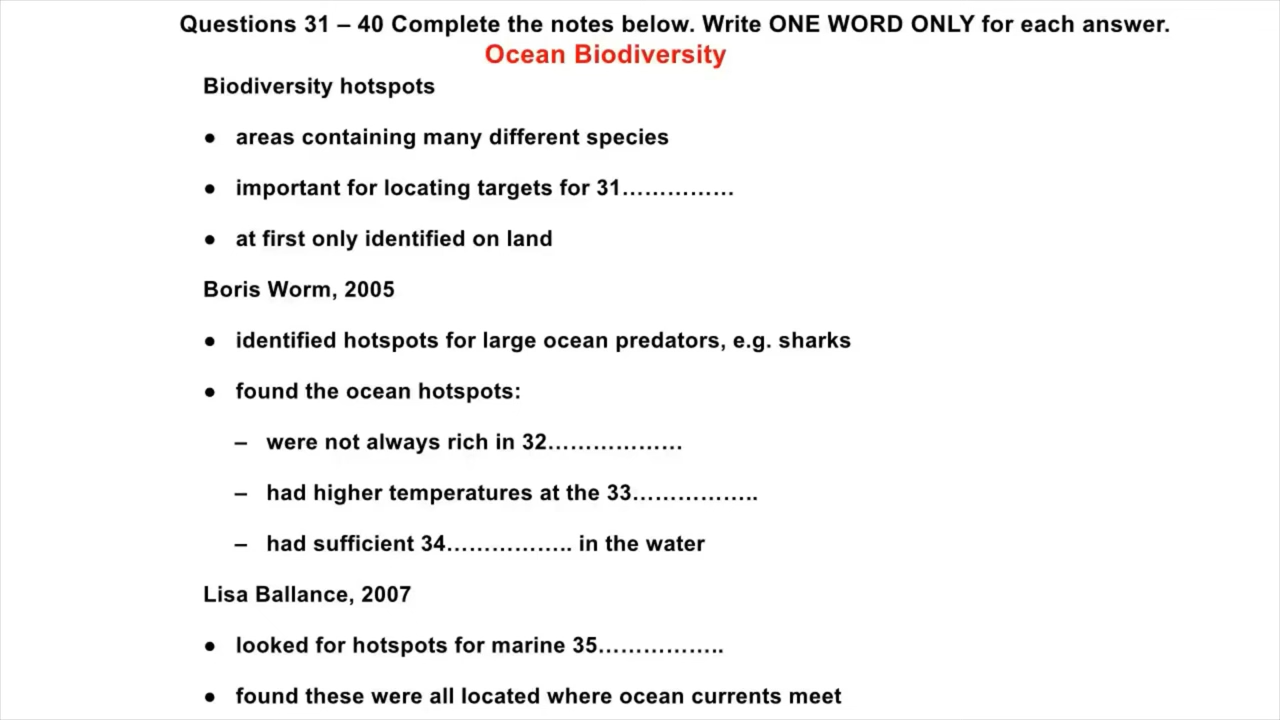 Questions 31 – 40 Complete the notes below. Write ONE WORD ONLY for each answer.
Ocean Biodiversity
Biodiversity hotspots
● areas containing many different species
● important for locating targets for 31……………
● at first only identified on land
Boris Worm, 2005
● identified hotspots for large ocean predators, e.g. sharks
● found the ocean hotspots:
– were not always rich in 32………………
– had higher temperatures at the 33……………..
– had sufficient 34…………….. in the water
Lisa Ballance, 2007
● looked for hotspots for marine 35……………..
● found these were all located where ocean currents meet